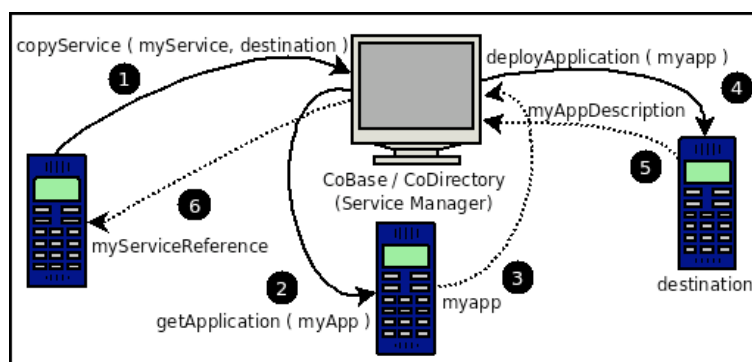 copyService ( myService, destination )
1
deployApplication ( myapp )
4
myAppDescription
5
CoBase / CoDirectory
(Service Manager)
6
myServiceReference
2
3
myapp
getApplication ( myApp )
destination